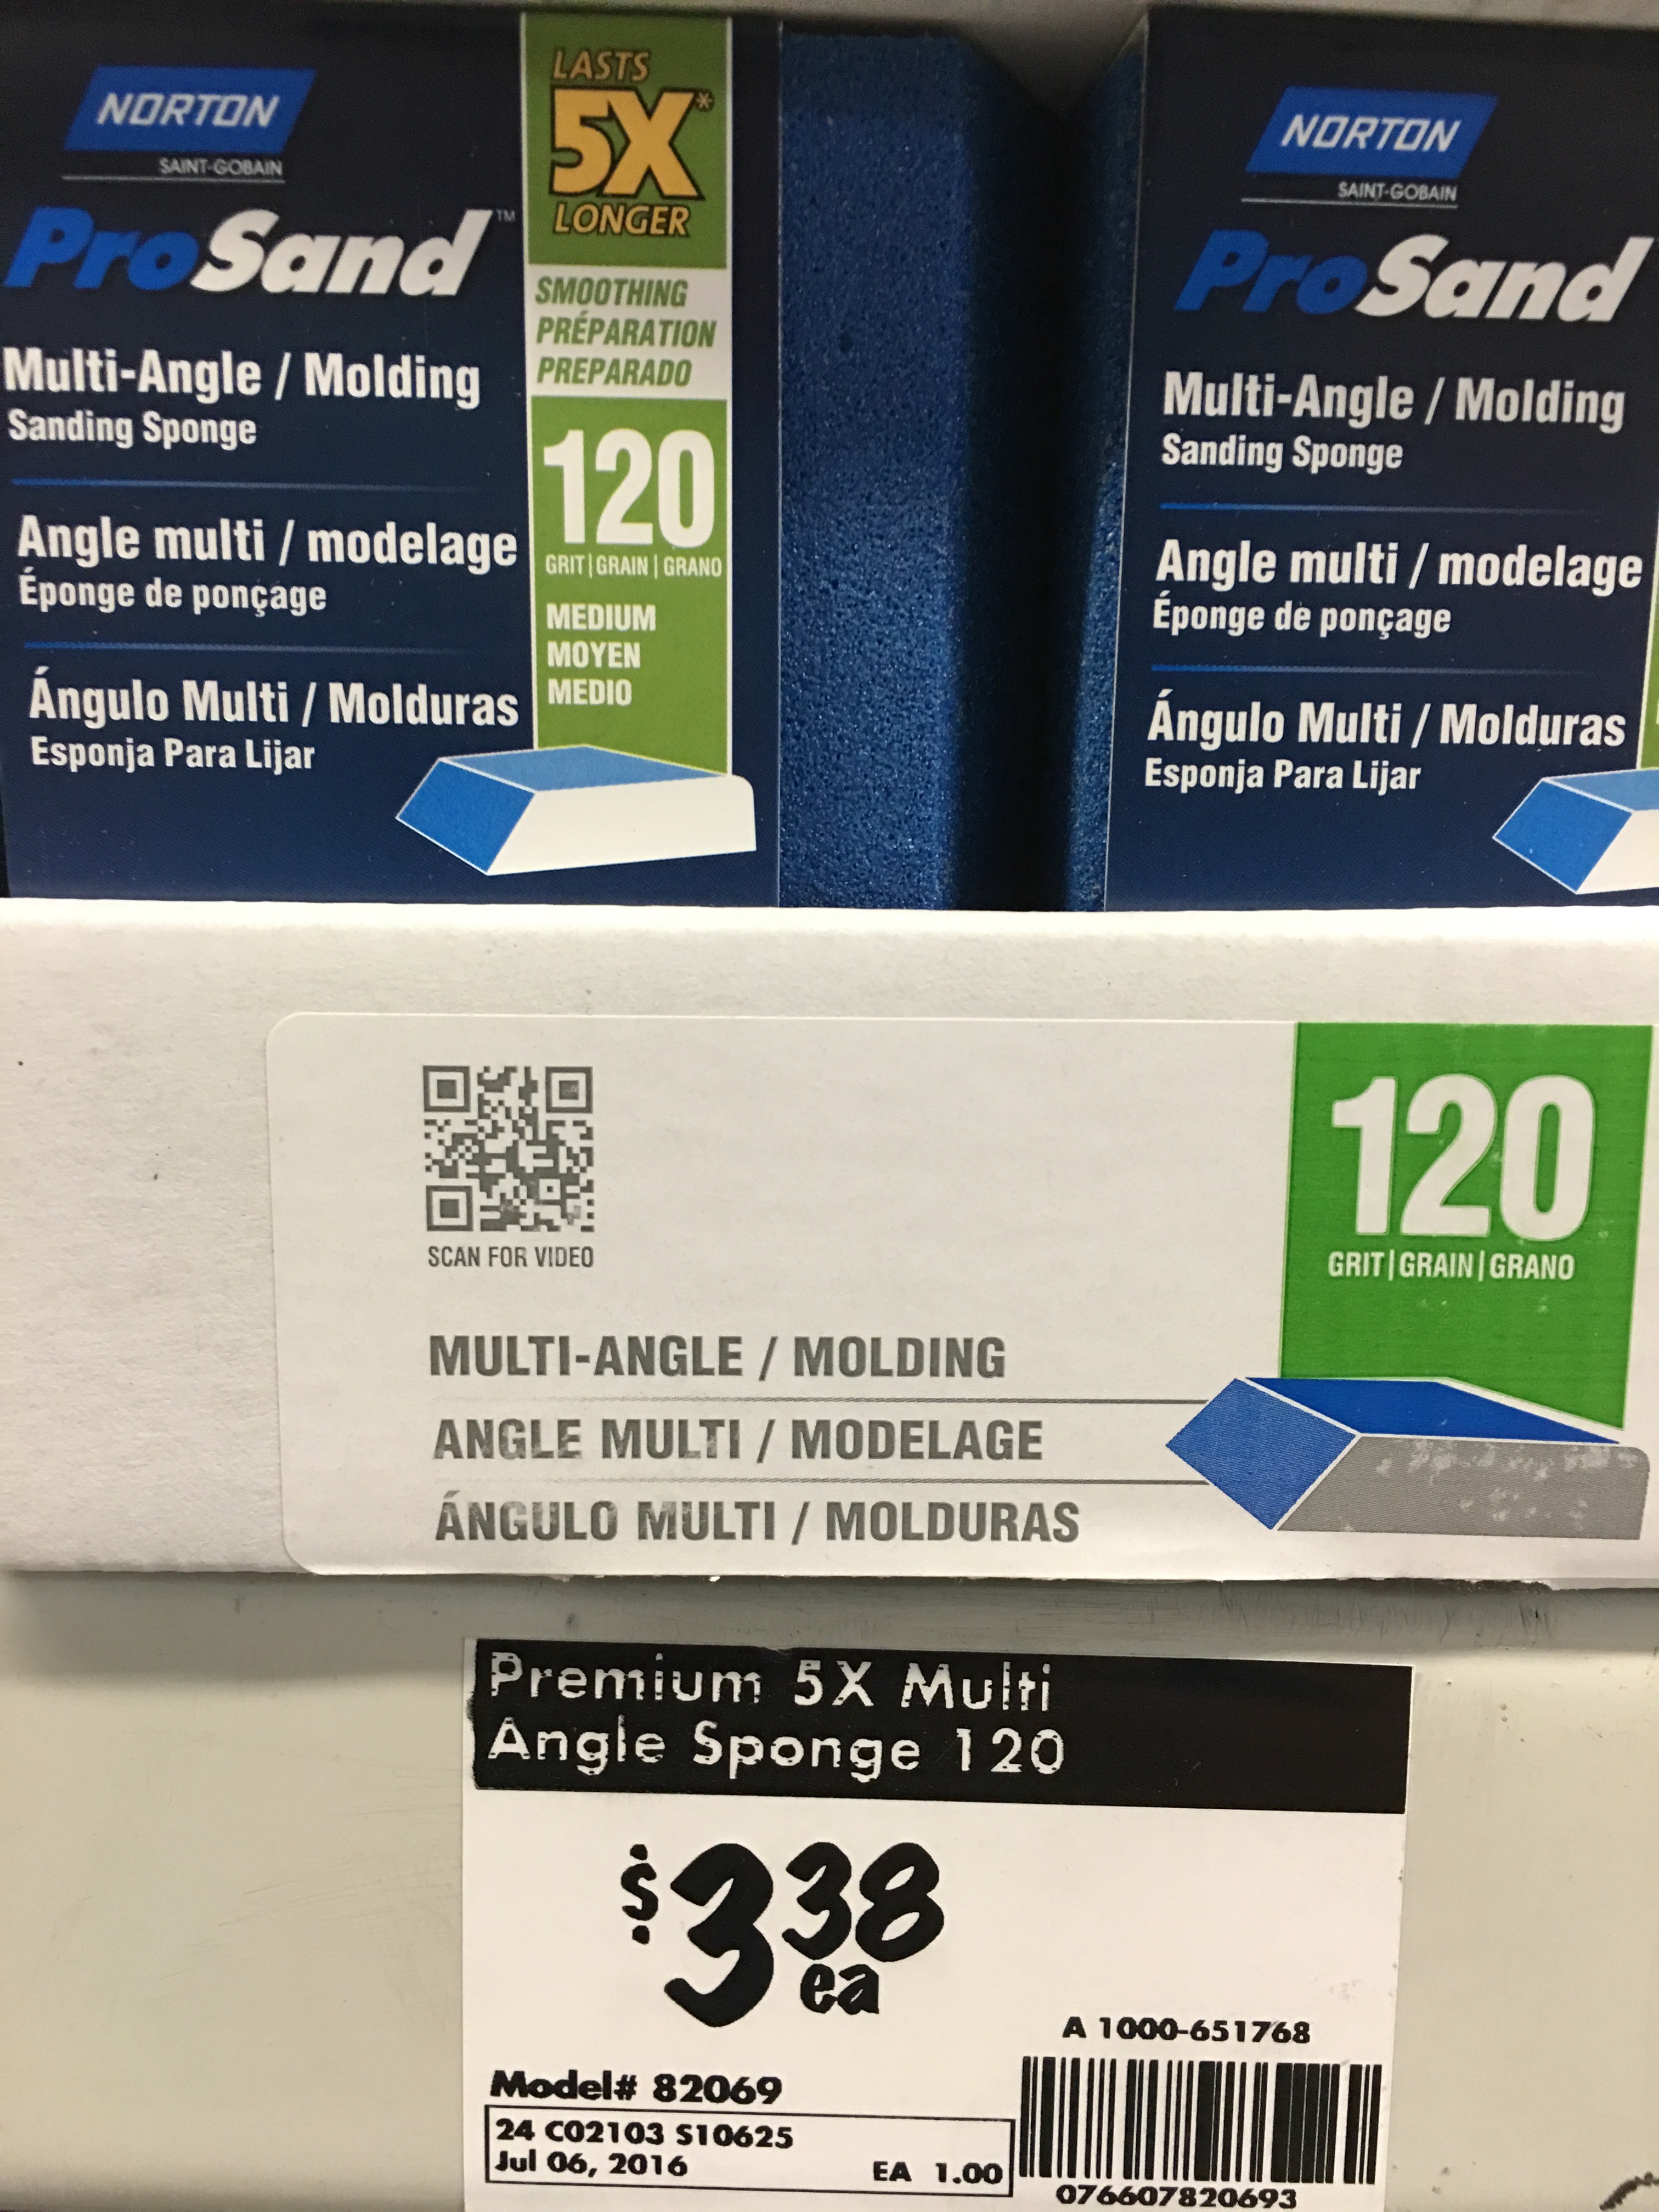 NORTON
SAINT-GOBAIN
ProSand™
Multi-Angle / Molding
Sanding Sponge
Angle multi / modelage
Éponge de ponçage
Ángulo Multi / Molduras
Esponja Para Lijar
LASTS
5X*
LONGER
SMOOTHING
PRÉPARATION
PREPARADO
120
GRIT|GRAIN|GRANO
MEDIUM
MOYEN
MEDIO
NORTON
SAINT-GOBAIN
ProSand
Multi-Angle / Molding
Sanding Sponge
Angle multi / modelage
Éponge de ponçage
Ángulo Multi / Molduras
Esponja Para Lijar
SCAN FOR VIDEO
120
GRIT|GRAIN|GRANO
MULTI-ANGLE / MOLDING
ANGLE MULTI / MODELAGE
ÁNGULO MULTI / MOLDURAS
Premium 5X Multi
Angle Sponge 120
$3 38
ea
A 1000-651768
Model# 82069
24 C02103 S10625
Jul 06, 2016 EA 1.00
076607820693